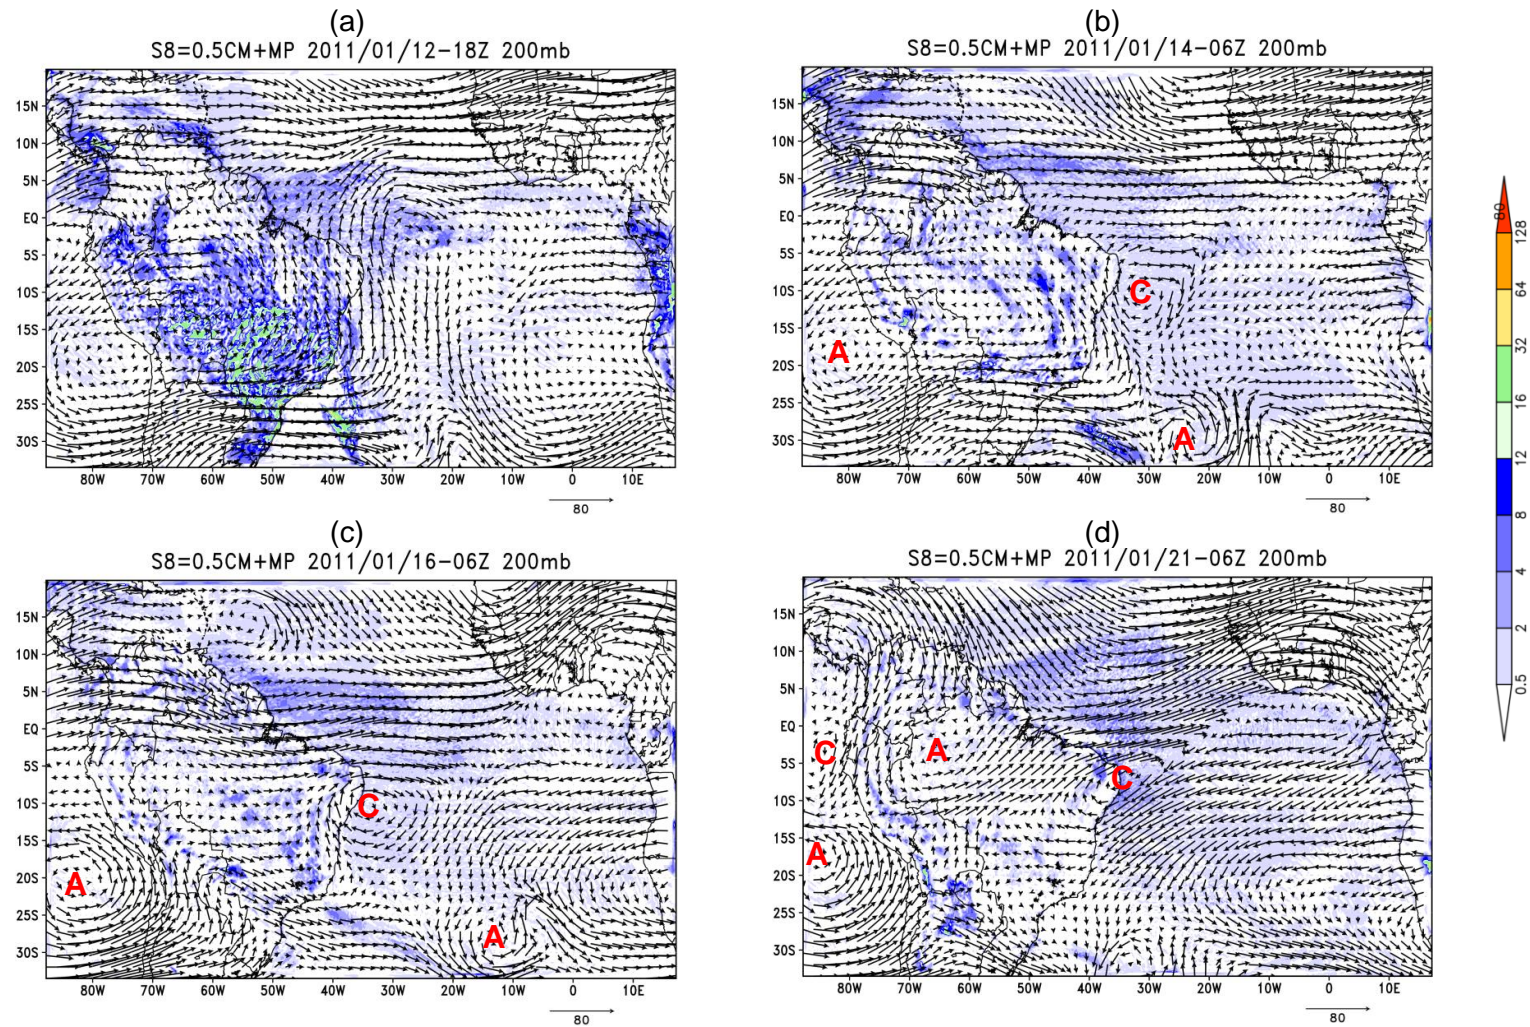 (a)
S8=0.5CM+MP 2011/01/12-18Z 200mb
15N
10N
5N
EQ
5S
10S
15S
20S
25S
30S
80W 70W 60W 50W 40W 30W 20W 10W 0 10E
80
(b)
S8=0.5CM+MP 2011/01/14-06Z 200mb
15N
10N
5N
EQ
5S
10S
C
15S
A
20S
25S
30S
A
80W 70W 60W 50W 40W 30W 20W 10W 0 10E
80
(c)
S8=0.5CM+MP 2011/01/16-06Z 200mb
15N
10N
5N
EQ
5S
10S
C
15S
20S
A
25S
A
30S
80W 70W 60W 50W 40W 30W 20W 10W 0 10E
80
(d)
S8=0.5CM+MP 2011/01/21-06Z 200mb
15N
10N
5N
EQ
C A
5S
C
10S
15S
A
20S
25S
30S
80W 70W 60W 50W 40W 30W 20W 10W 0 10E
80
80
128
64
32
16
12
8
4
2
0.5